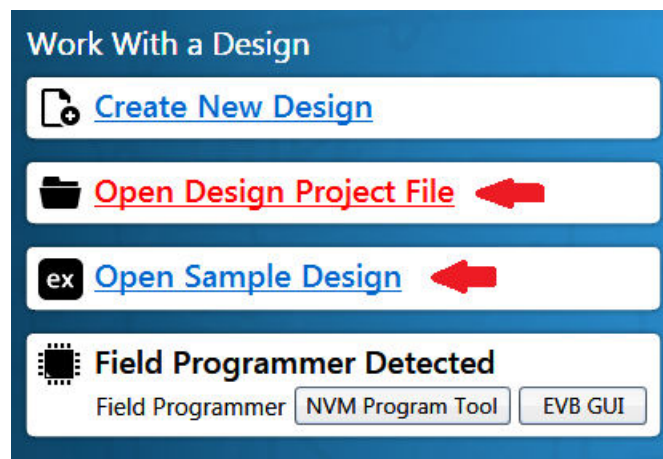 Work With a Design
Create New Design
Open Design Project File
ex Open Sample Design
Field Programmer Detected
Field Programmer NVM Program Tool EVB GUI